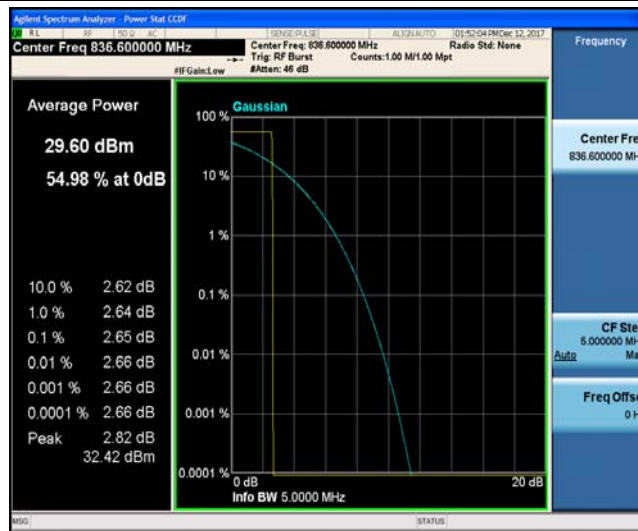 Agilent Spectrum Analyzer - Power Stat CCDF
RL RF 50 Ω AC SENSE:PULSE ALIGNAUTO 01:52:04 PM Dec 12, 2017
Center Freq 836.600000 MHz
Center Freq: 836.600000 MHz Radio Std: None
Trig: RF Burst Counts:1.00 M/1.00 Mpt
#IFGain:Low #Atten: 46 dB
Frequency
Average Power
29.60 dBm
54.98 % at 0dB
10.0 % 2.62 dB
1.0 % 2.64 dB
0.1 % 2.65 dB
0.01 % 2.66 dB
0.001 % 2.66 dB
0.0001 % 2.66 dB
Peak 2.82 dB
32.42 dBm
Gaussian
100 %
10 %
1 %
0.1 %
0.01 %
0.001 %
0.0001 %
0 dB 20 dB
Info BW 5.0000 MHz
Center Fre
836.600000 MH
CF Ste
5.000000 MH
Auto Ma
Freq Offse
0 H
MSG STATUS